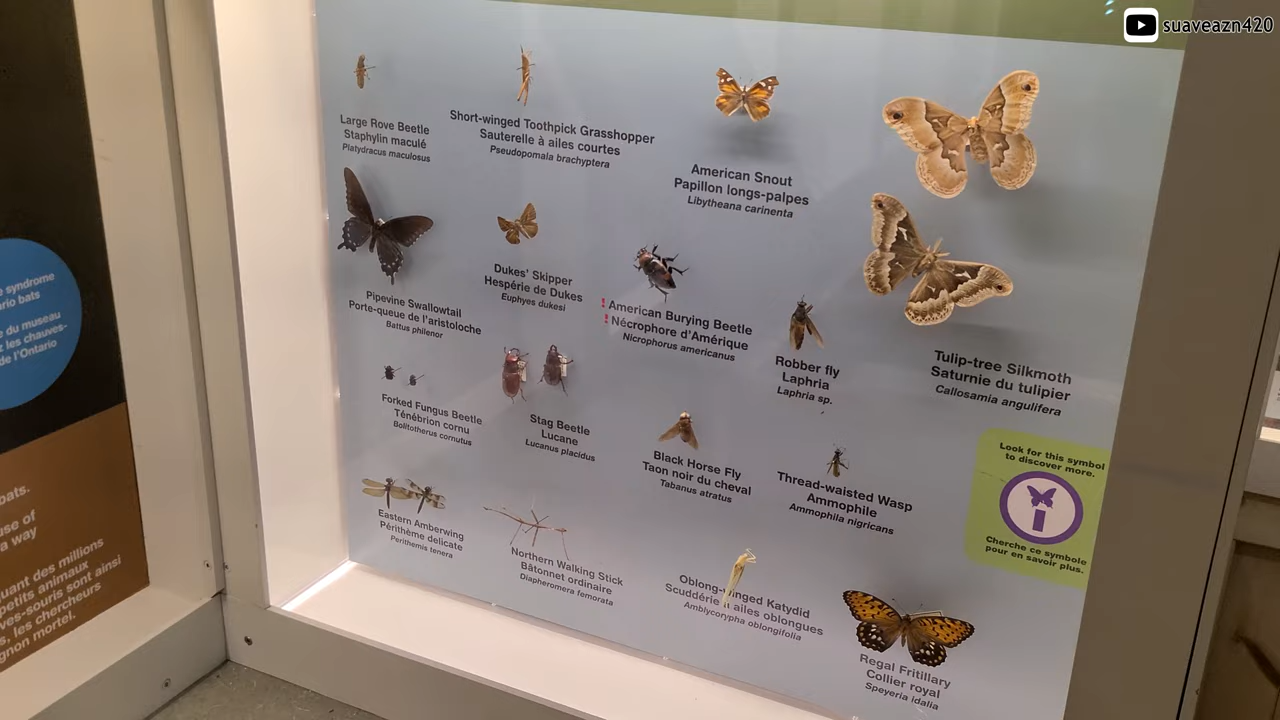 suaveazn420
Large Rove Beetle
Staphylin maculé
Platydracus maculosus
Short-winged Toothpick Grasshopper
Sauterelle à ailes courtes
Pseudopomala brachyptera
American Snout
Papillon longs-palpes
Libytheana carinenta
Pipevine Swallowtail
Porte-queue de l'aristoloche
Battus philenor
Dukes' Skipper
Hespérie de Dukes
Euphyes dukesi
! American Burying Beetle
! Nécrophore d'Amérique
Nicrophorus americanus
Robber fly
Laphria
Laphria sp.
Tulip-tree Silkmoth
Saturnie du tulipier
Callosamia angulifera
Forked Fungus Beetle
Ténébrion cornu
Bolitotherus cornutus
Stag Beetle
Lucane
Lucanus placidus
Black Horse Fly
Taon noir du cheval
Tabanus atratus
Thread-waisted Wasp
Ammophile
Ammophila nigricans
Look for this symbol
to discover more.
Cherche ce symbole
pour en savoir plus.
Eastern Amberwing
Périthème delicate
Perithemis tenera
Northern Walking Stick
Bâtonnet ordinaire
Diapheromera femorata
Oblong-winged Katydid
Scuddérie à ailes oblongues
Amblycorypha oblongifolia
Regal Fritillary
Collier royal
Speyeria idalia
e syndrome
ario bats
e du museau
z les chauves-
de l'Ontario
bats.
use of
a way
quant des millions
petits animaux
ves-souris sont ainsi
s, les chercheurs
gnon mortel.